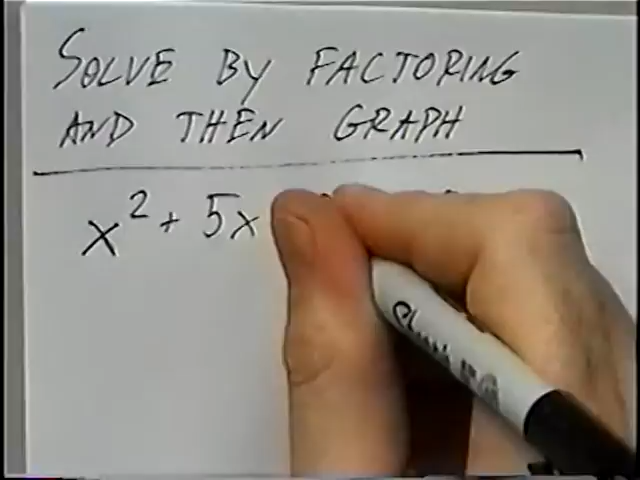 SOLVE BY FACTORING
AND THEN GRAPH
x² + 5x